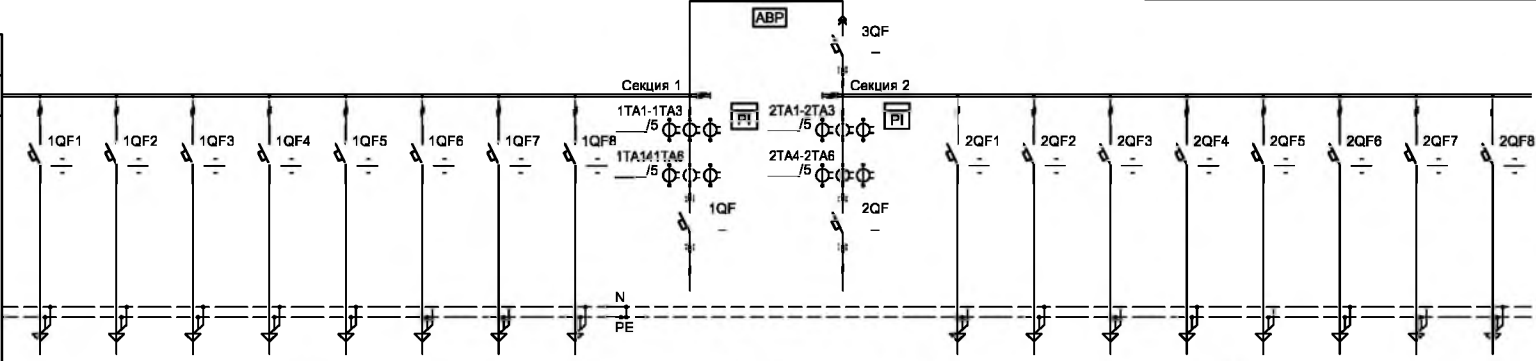 АВР
3QF
Секция 1
Секция 2
1TA1-1TA3
/5
PI
2TA1-2TA3
/5
PI
1QF1
1QF2
1QF3
1QF4
1QF5
1QF6
1QF7
1QF8
2QF1
2QF2
2QF3
2QF4
2QF5
2QF6
2QF7
2QF8
1TA141TA6
/5
2TA4-2TA6
/5
1QF
2QF
N
PE